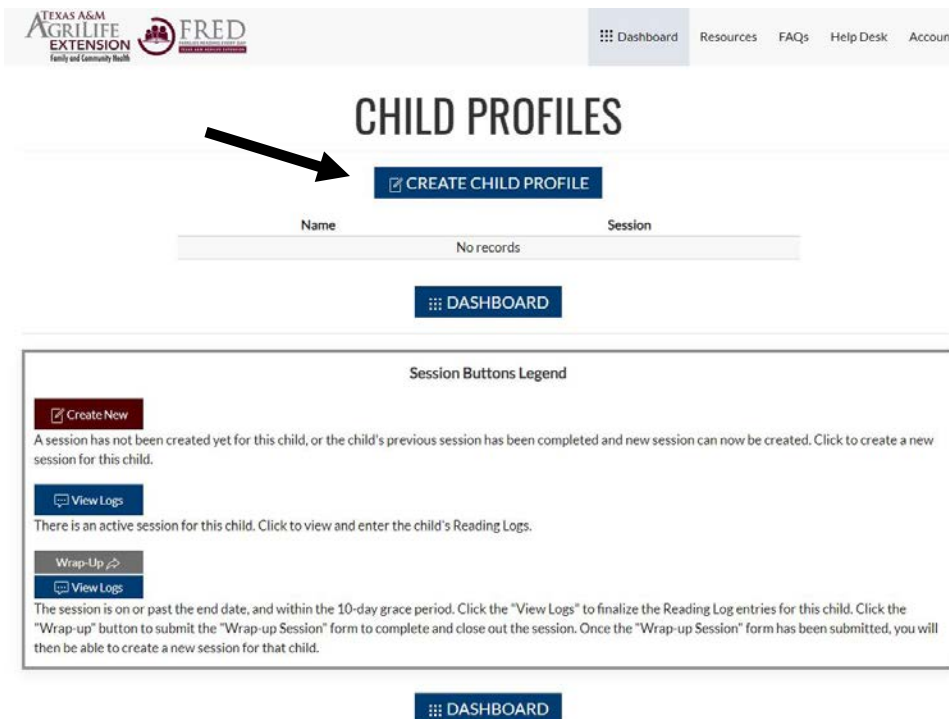 TEXAS A&M
AGRILIFE
EXTENSION
Family and Community Health
FRED
FAMILIES READING EVERY DAY
TEXAS A&M AGRILIFE EXTENSION
Dashboard Resources FAQs Help Desk Accoun
CHILD PROFILES
CREATE CHILD PROFILE
Name Session
No records
DASHBOARD
Session Buttons Legend
Create New
A session has not been created yet for this child, or the child's previous session has been completed and new session can now be created. Click to create a new
session for this child.
View Logs
There is an active session for this child. Click to view and enter the child's Reading Logs.
Wrap-Up
View Logs
The session is on or past the end date, and within the 10-day grace period. Click the "View Logs" to finalize the Reading Log entries for this child. Click the
"Wrap-up" button to submit the "Wrap-up Session" form to complete and close out the session. Once the "Wrap-up Session" form has been submitted, you will
then be able to create a new session for that child.
DASHBOARD